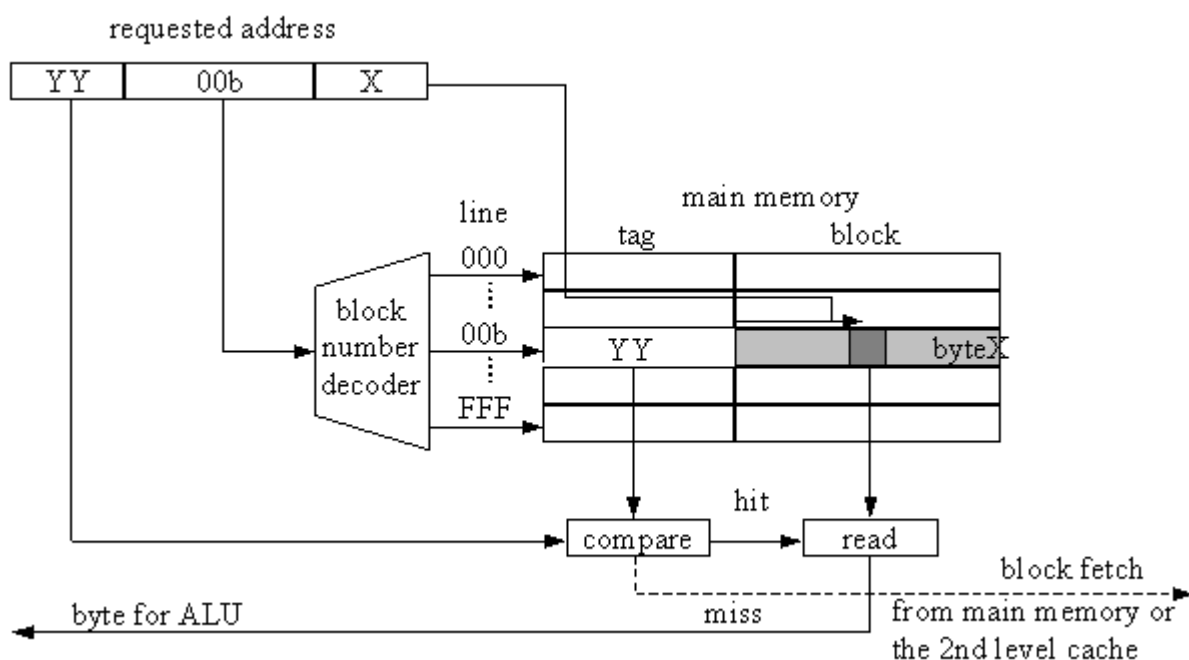 requested address
YY 00b X
main memory
line
tag block
000
block
number
decoder
00b
YY
byteX
FFF
hit
compare
read
block fetch
byte for ALU
miss
from main memory or
the 2nd level cache